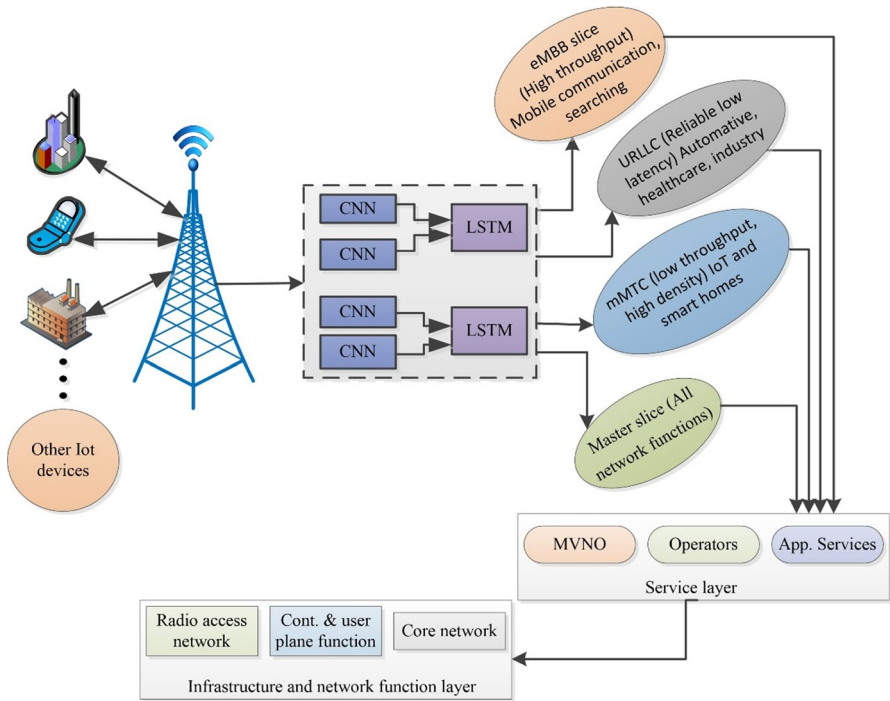 eMBB slice
(High throughput)
Mobile communication,
searching
URLLC (Reliable low
latency) Automative,
healthcare, industry
CNN
LSTM
CNN
mMTC (low throughput,
high density) IoT and
smart homes
CNN
LSTM
CNN
Master slice (All
network functions)
Other Iot
devices
MVNO
Operators
App. Services
Service layer
Radio access
network
Cont. & user
plane function
Core network
Infrastructure and network function layer